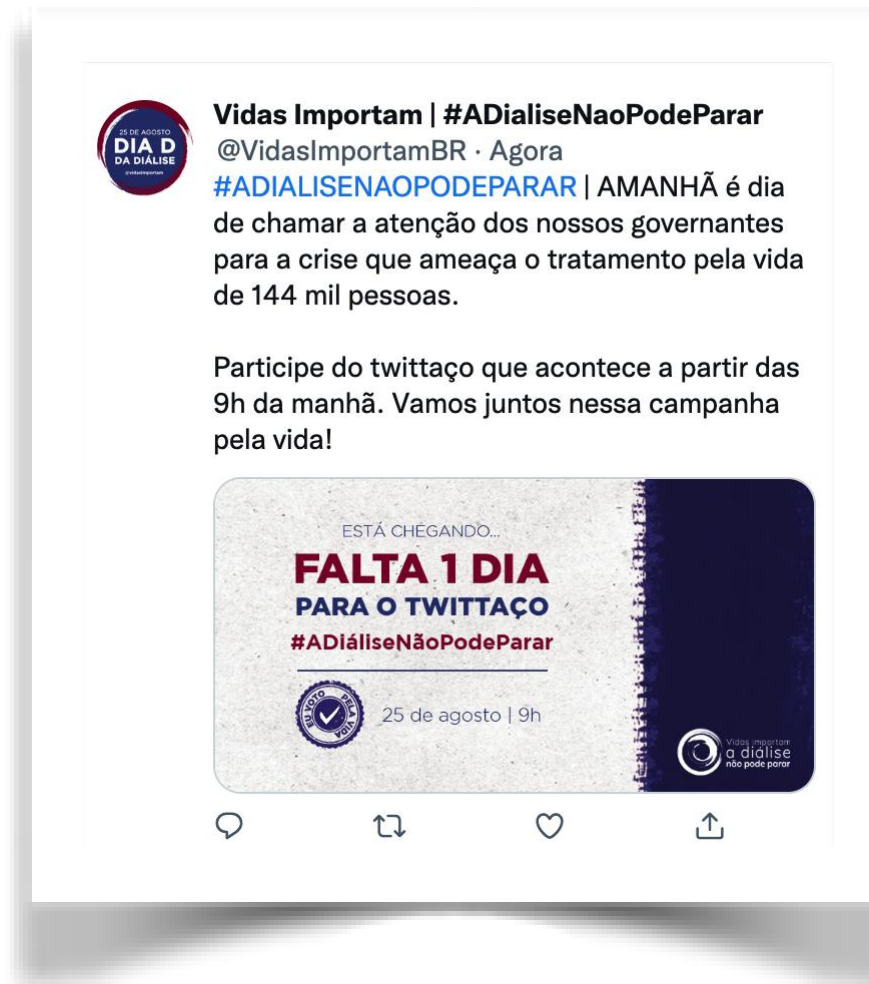 25 DE AGOSTO
DIA D
DA DIÁLISE
@vidasimportam
Vidas Importam | #ADialiseNaoPodeParar
@VidasImportamBR · Agora
#ADIALISENAOPODEPARAR | AMANHÃ é dia
de chamar a atenção dos nossos governantes
para a crise que ameaça o tratamento pela vida
de 144 mil pessoas.
Participe do twittaço que acontece a partir das
9h da manhã. Vamos juntos nessa campanha
pela vida!
ESTÁ CHEGANDO...
FALTA 1 DIA
PARA O TWITTAÇO
#ADiáliseNãoPodeParar
EU VOTO PELA VIDA
25 de agosto | 9h
Vidas Importam
a diálise
não pode parar